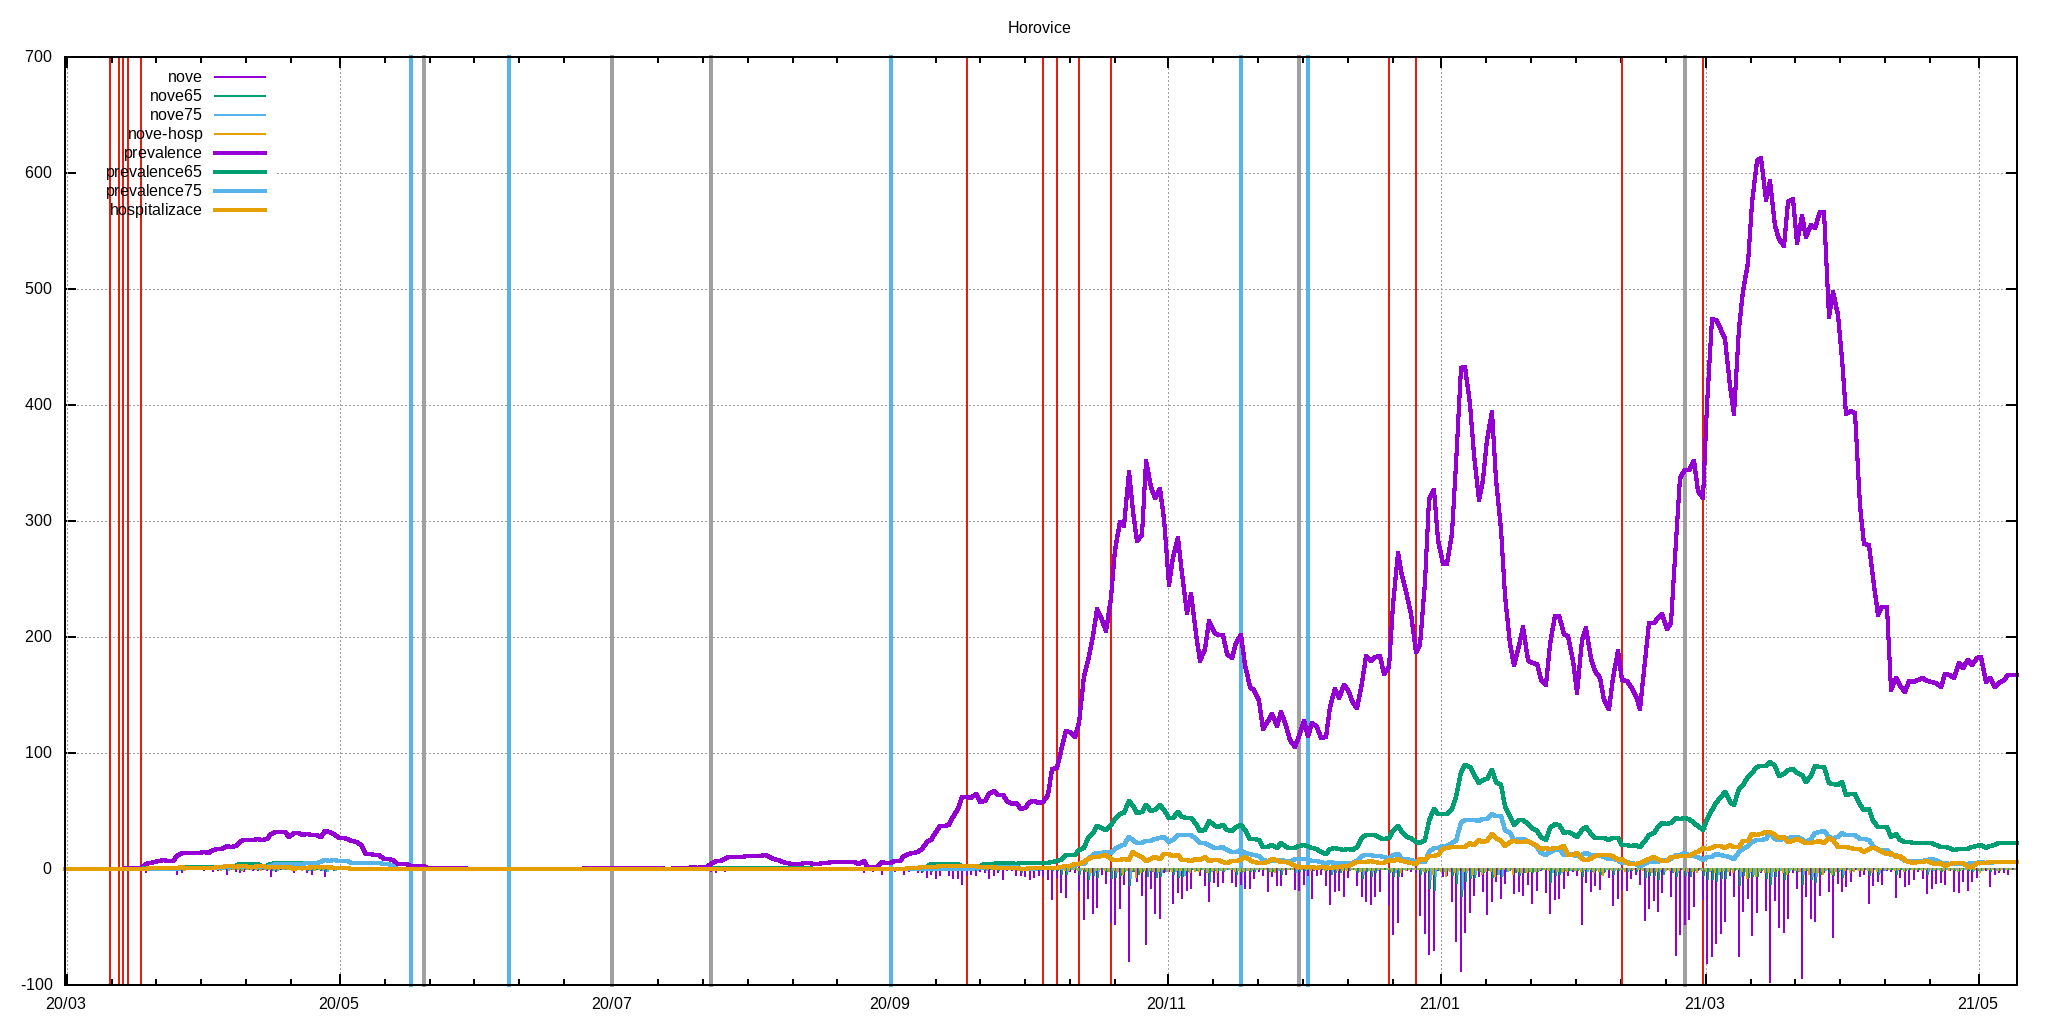 Horovice
700
600
500
400
300
200
100
0
-100
nove
nove65
nove75
nove-hosp
prevalence
prevalence65
prevalence75
hospitalizace
20/03 20/05 20/07 20/09 20/11 21/01 21/03 21/05